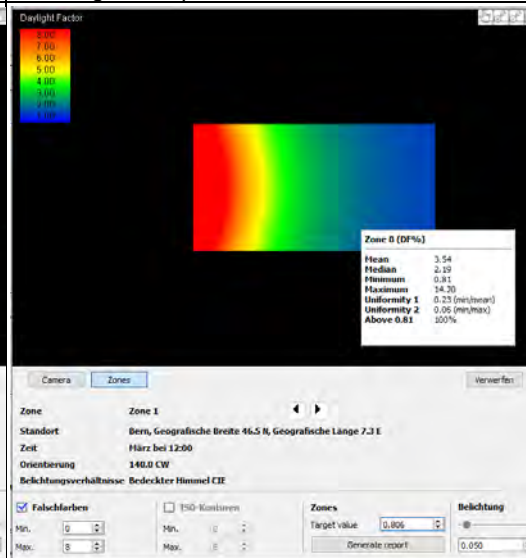 Daylight Factor
8.00
7.00
6.00
5.00
4.00
3.00
2.00
Zone 0 (DF%)
Mean 3.54
Median 2.19
Minimum 0.81
Maximum 14.30
Uniformity 1 0.23 (min/mean)
Uniformity 2 0.06 (min/max)
Above 0.81 100%
Camera Zones Verwerfen
Zone Zone 1
Standort Bern, Geografische Breite 46.5 N, Geografische Länge 7.3 E
Zeit März bei 12:00
Orientierung 140.0 CW
Belichtungsverhältnisse Bedeckter Himmel CIE
Falschfarben ISO-Konturen Zones Belichtung
Min. 0 Min. Target value 0.806
Max. 8 Max. Generate report 0.050